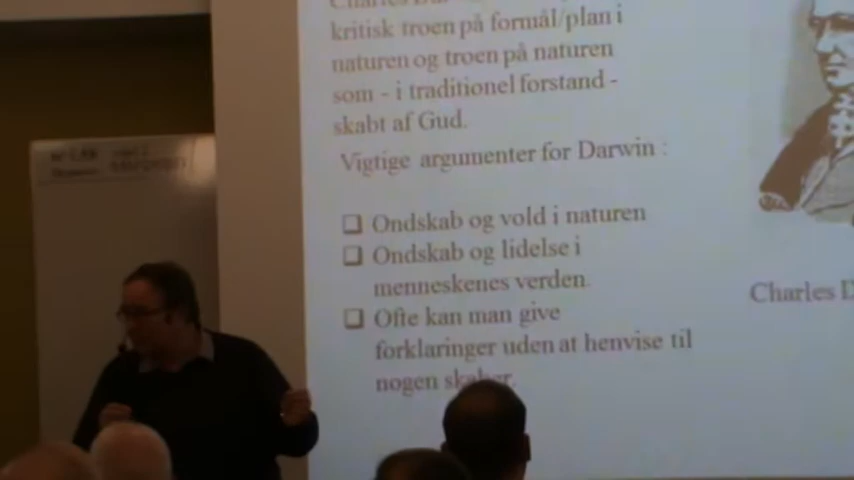 kritisk troen på formål/plan i
naturen og troen på naturen
som - i traditionel forstand -
skabt af Gud.
Vigtige argumenter for Darwin :
❑ Ondskab og vold i naturen
❑ Ondskab og lidelse i
menneskenes verden.
❑ Ofte kan man give
forklaringer uden at henvise til
nogen skaber.
Charles D